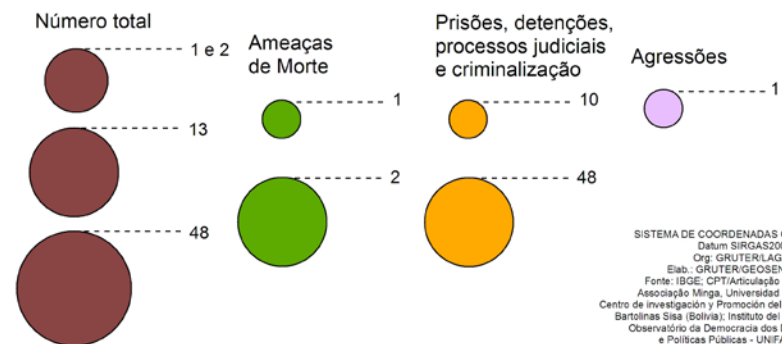 Número total
1 e 2
13
48
Ameaças
de Morte
1
2
Prisões, detenções,
processos judiciais
e criminalização
10
48
Agressões
1
SISTEMA DE COORDENADAS
Datum
Org: GRUTER/LAG
Elab.: GRUTER/GEOSEN
Fonte: IBGE; CPT/Articulação
Associação Minga, Universidad
Centro de investigación y Promoción del
Bartolinas Sisa (Bolivia); Instituto del
Observatório da Democracia dos
e Políticas Públicas - UNIFA